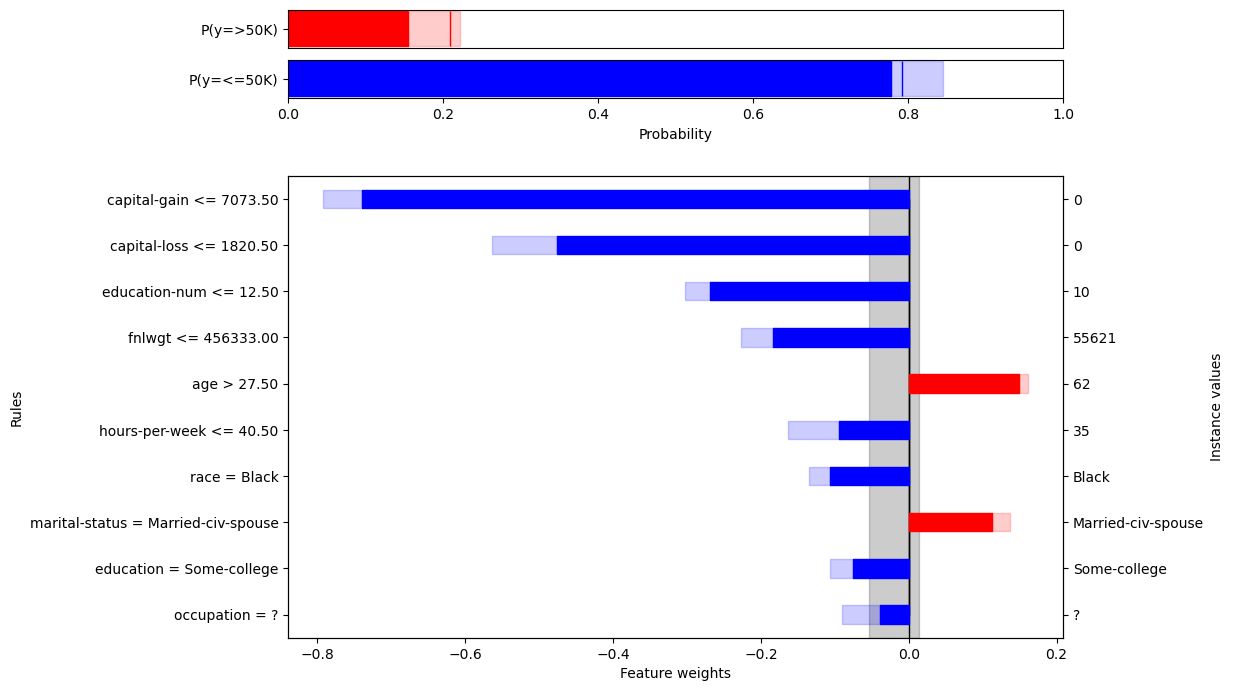 P(y=>50K)
P(y=<=50K)
0.0 0.2 0.4 0.6 0.8 1.0
Probability
capital-gain <= 7073.50 0
capital-loss <= 1820.50 0
education-num <= 12.50 10
fnlwgt <= 456333.00 55621
age > 27.50 62
hours-per-week <= 40.50 35
race = Black Black
marital-status = Married-civ-spouse Married-civ-spouse
education = Some-college Some-college
occupation = ? ?
Rules
Instance values
−0.8 −0.6 −0.4 −0.2 0.0 0.2
Feature weights